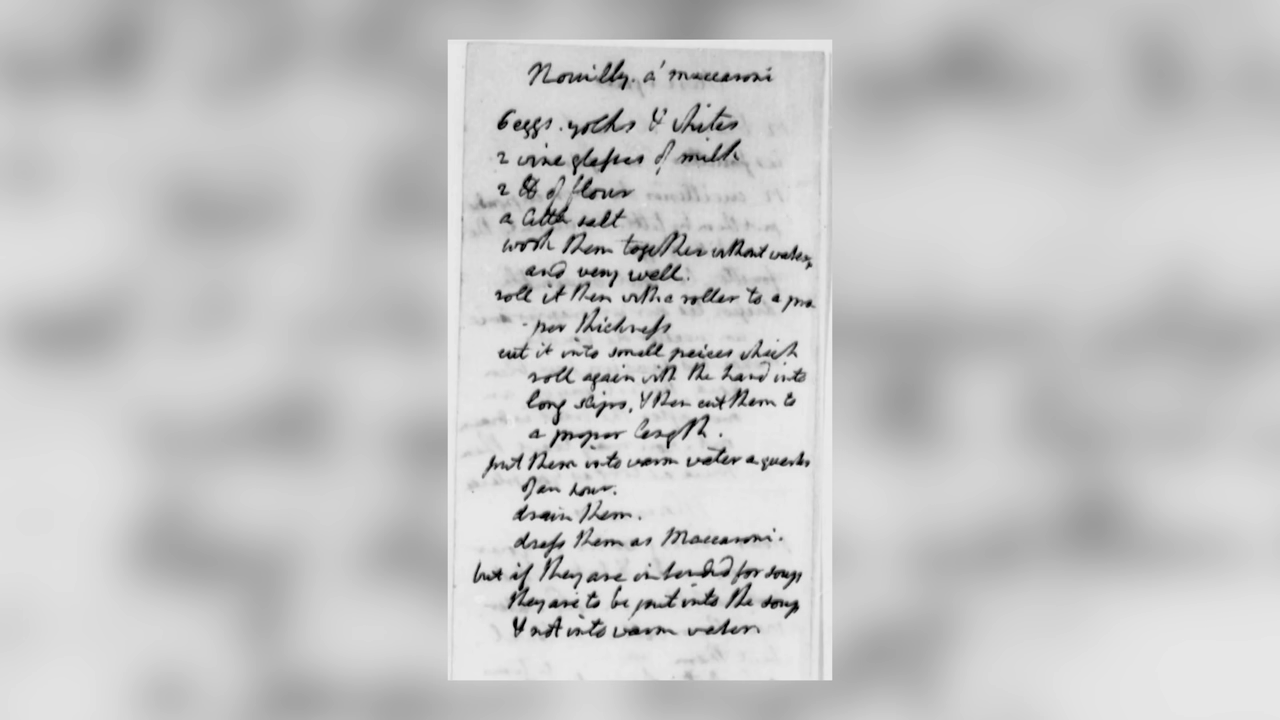 Nouilly. a' maccaroni
6 eggs. yolks & whites
2 wine glasses of milk
2 ℔ of flour
a little salt
work them together without water
and very well.
roll it then with a roller to a pro
-per thickness
cut it into small peices which
roll again with the hand into
long slips, & then cut them to
a proper length.
put them into warm water a quarter
of an hour.
drain them.
dress them as Maccaroni.
but if they are intended for soups
they are to be put into the soup
& not into warm water